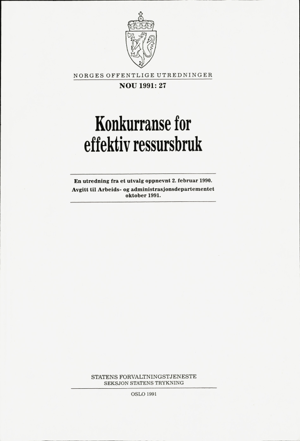 NORGES OFFENTLIGE UTREDNINGER
NOU 1991: 27
Konkurranse for
effektiv ressursbruk
En utredning fra et utvalg oppnevnt 2. februar 1990.
Avgitt til Arbeids- og administrasjonsdepartementet
oktober 1991.
STATENS FORVALTNINGSTJENESTE
SEKSJON STATENS TRYKNING
OSLO 1991